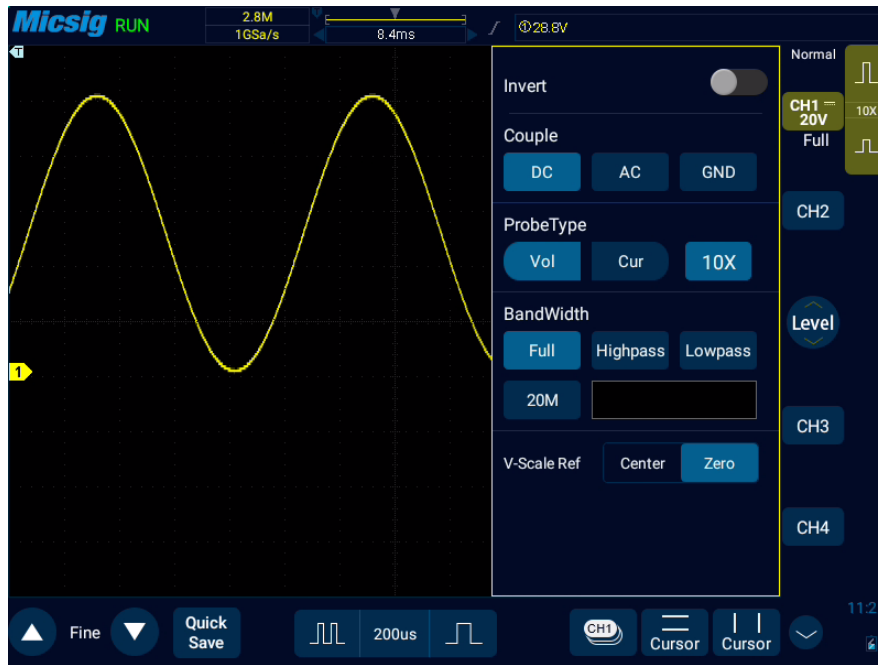 Micsig RUN
2.8M
1GSa/s
T
8.4ms
①28.8V
T
Invert
Couple
DC AC GND
ProbeType
Vol Cur 10X
BandWidth
Full Highpass Lowpass
20M
V-Scale Ref Center Zero
1
Normal
CH1
20V
Full
10X
CH2
Level
CH3
CH4
Fine
Quick
Save
200us
CH1
Cursor
Cursor